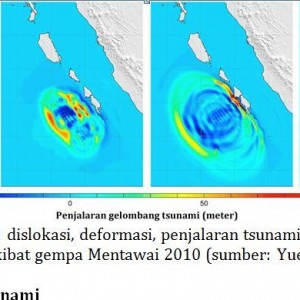 0 50
Penjalaran gelombang tsunami (meter)
dislokasi, deformasi, penjalaran tsunami
kibat gempa Mentawai 2010 (sumber: Yue
nami